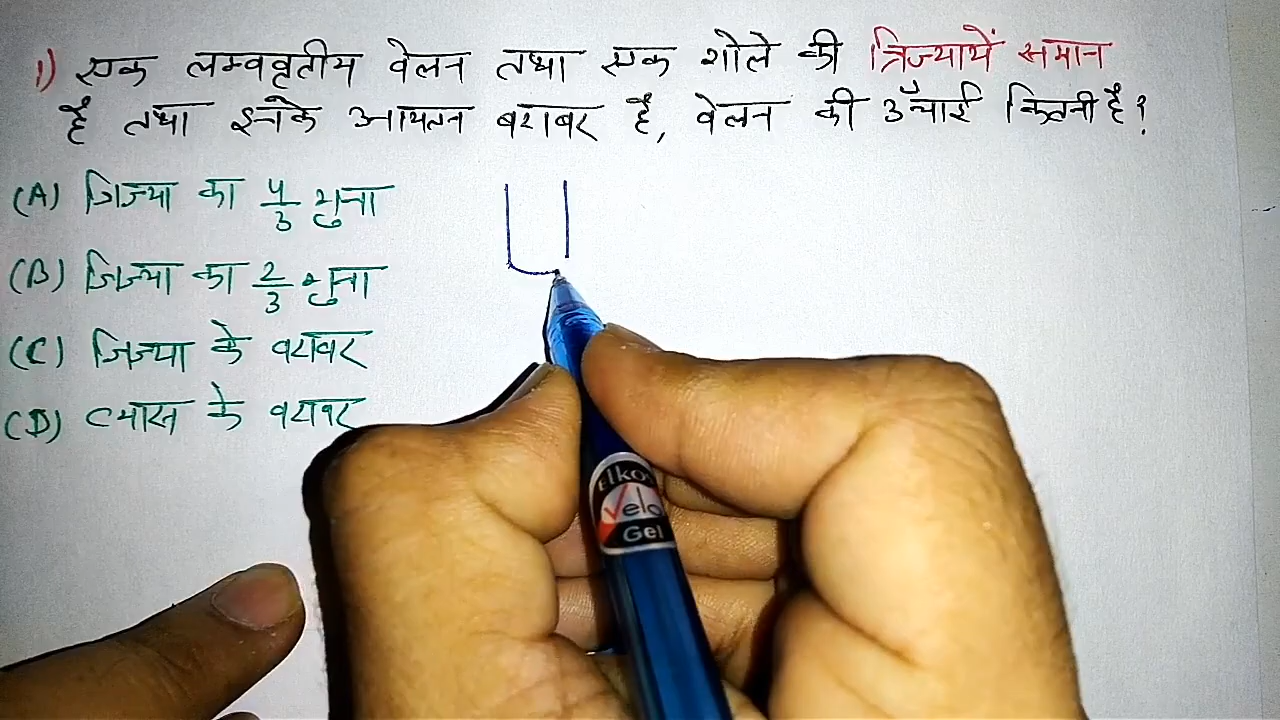 1) एक लम्बवृतीय बेलन तथा एक गोले की त्रिज्यायें समान
है तथा इनके आयतन बराबर है, बेलन की ऊँचाई कितनी है ?
(A) त्रिज्या का 4/3 गुना
(B) त्रिज्या का 2/3 गुना
(C) त्रिज्या के बराबर
(D) व्यास के बराबर
Elkos
Velo
Gel